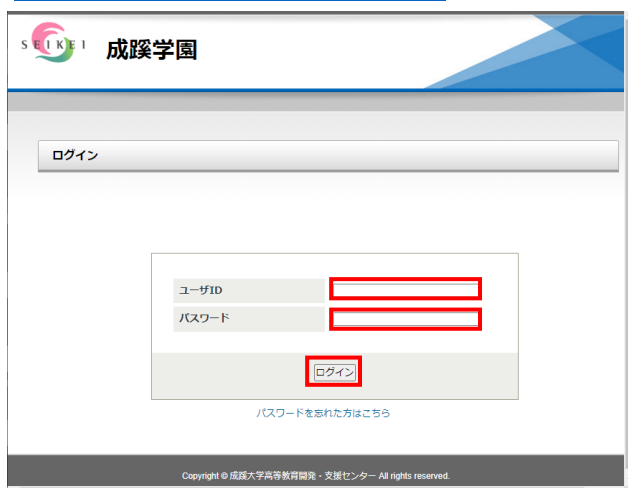 SEIKEI 成蹊学園
ログイン
ユーザID
パスワード
ログイン
パスワードを忘れた方はこちら
Copyright © 成蹊大学高等教育開発・支援センター All rights reserved.